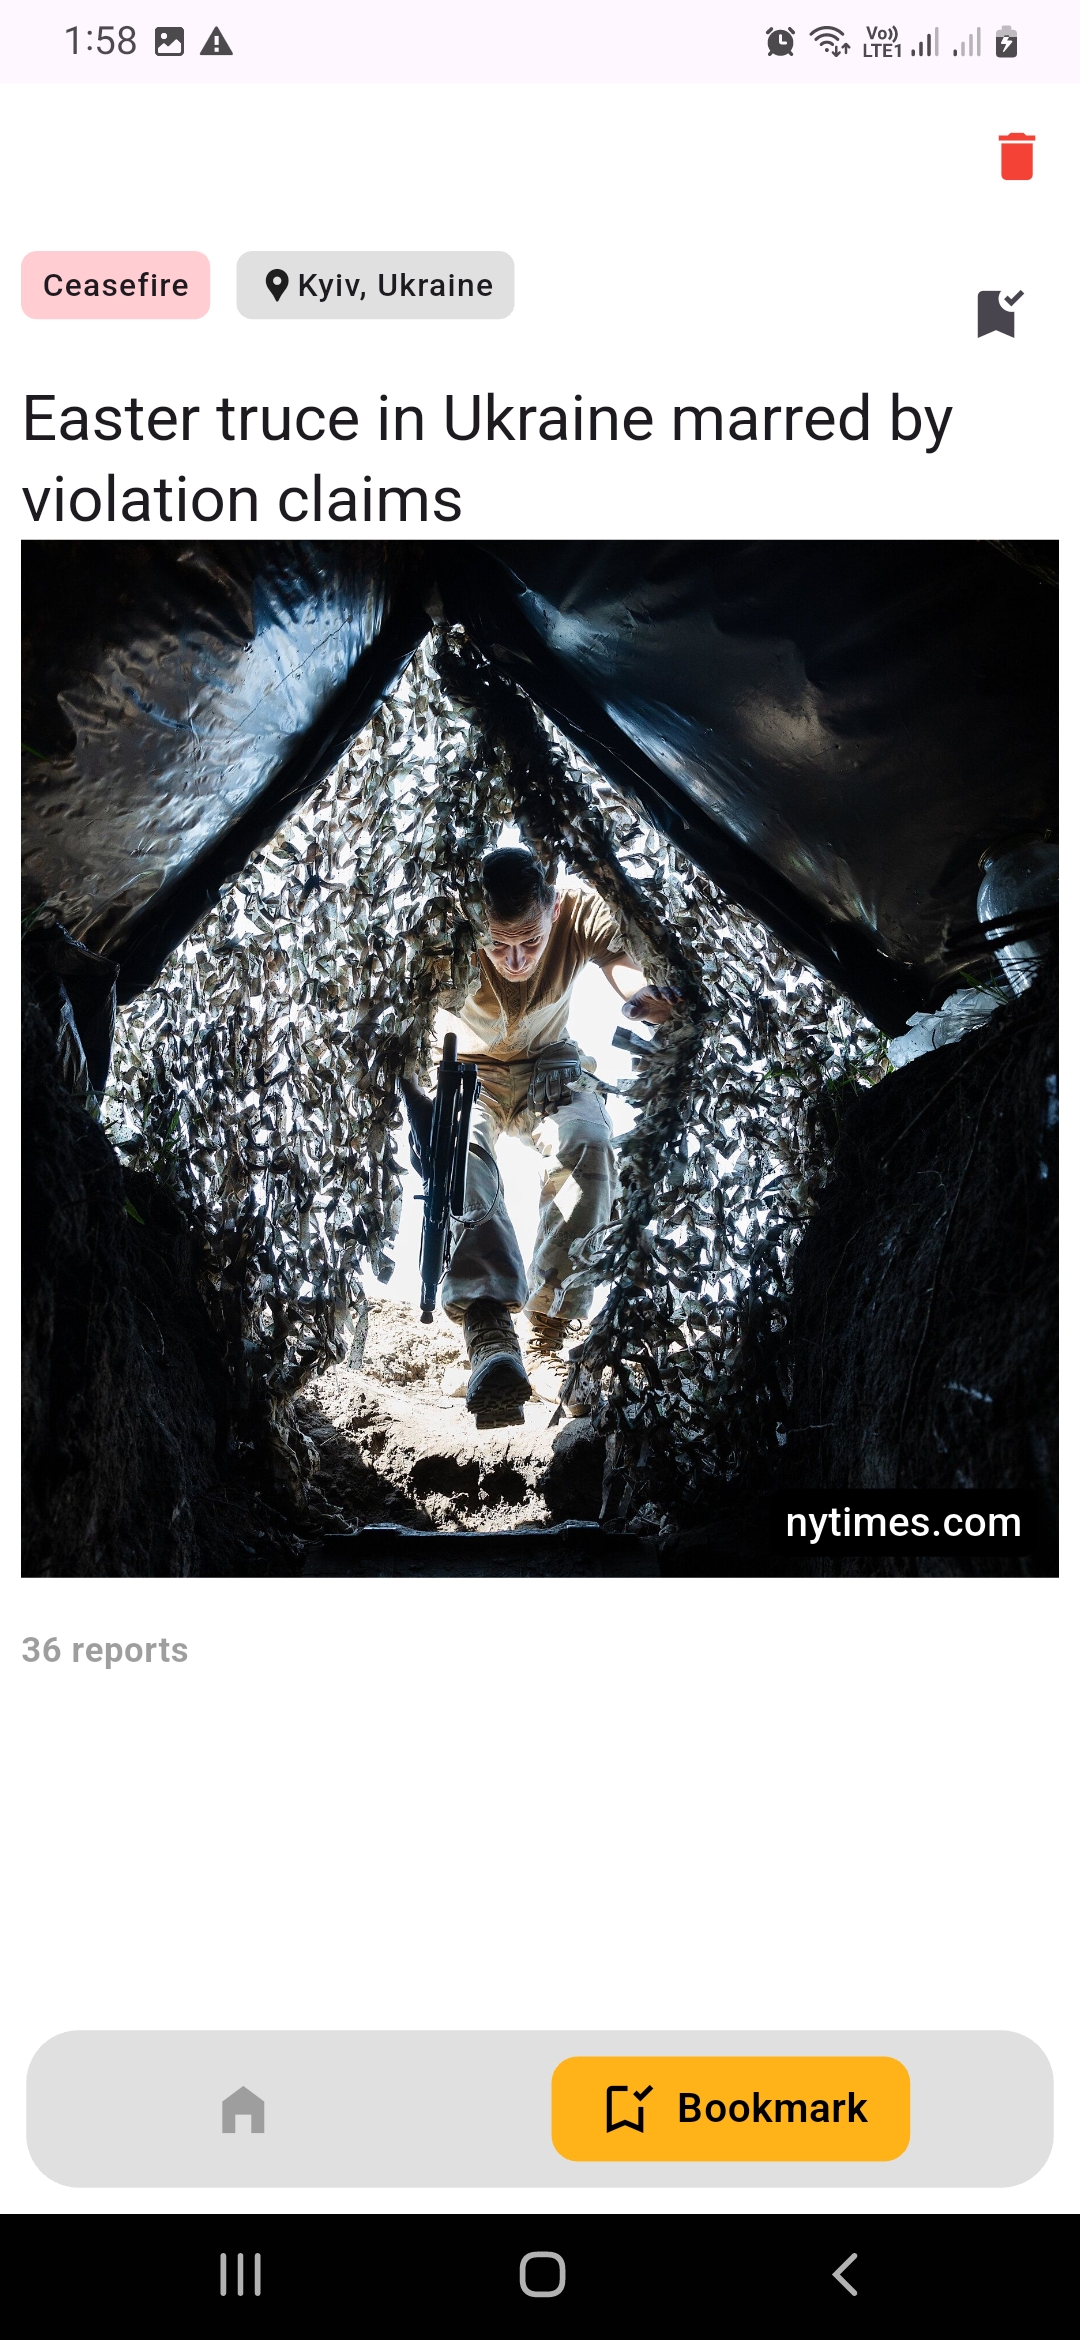 1:58
Vo))
LTE1
Ceasefire
Kyiv, Ukraine
Easter truce in Ukraine marred by
violation claims
nytimes.com
36 reports
Bookmark